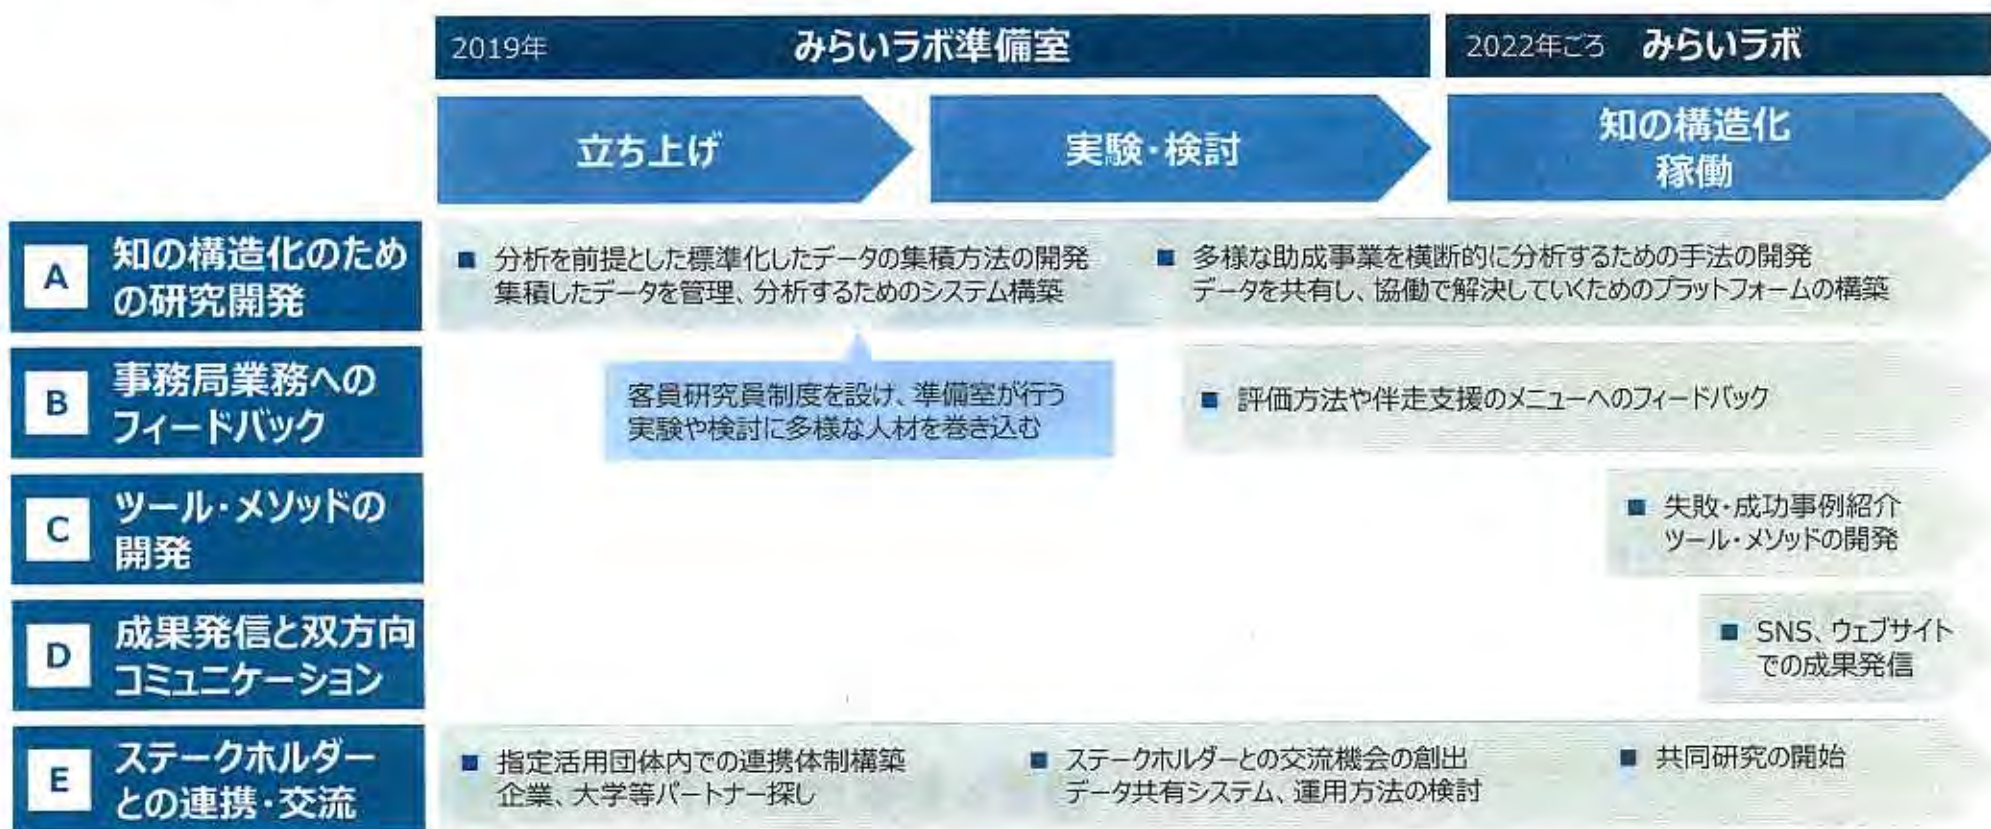 2019年 みらいラボ準備室
2022年ごろ みらいラボ
立ち上げ
実験・検討
知の構造化
稼働
A
知の構造化のため
の研究開発
■ 分析を前提とした標準化したデータの集積方法の開発
集積したデータを管理、分析するためのシステム構築
■ 多様な助成事業を横断的に分析するための手法の開発
データを共有し、協働で解決していくためのプラットフォームの構築
客員研究員制度を設け、準備室が行う
実験や検討に多様な人材を巻き込む
B
事務局業務への
フィードバック
■ 評価方法や伴走支援のメニューへのフィードバック
C
ツール・メソッドの
開発
■ 失敗・成功事例紹介
ツール・メソッドの開発
D
成果発信と双方向
コミュニケーション
■ SNS、ウェブサイト
での成果発信
E
ステークホルダー
との連携・交流
■ 指定活用団体内での連携体制構築
企業、大学等パートナー探し
■ ステークホルダーとの交流機会の創出
データ共有システム、運用方法の検討
■ 共同研究の開始